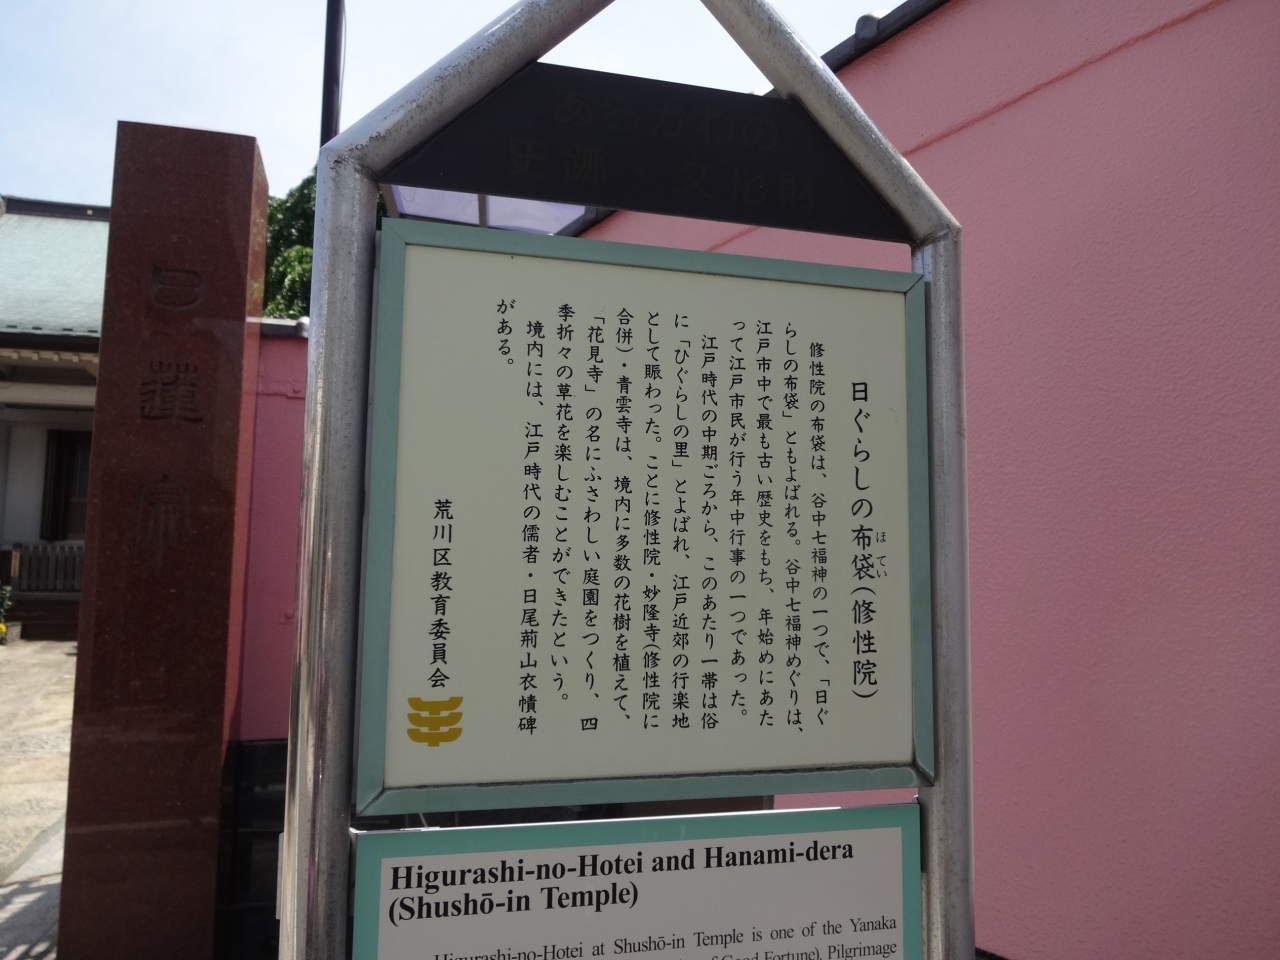 あらかわの
史跡・文化財
日ぐらしの布袋(修性院)
ほてい
修性院の布袋は、谷中七福神の一つで、「日ぐ
らしの布袋」ともよばれる。谷中七福神めぐりは、
江戸市中で最も古い歴史をもち、年始めにあた
って江戸市民が行う年中行事の一つであった。
江戸時代の中期ごろから、このあたり一帯は俗
に「ひぐらしの里」とよばれ、江戸近郊の行楽地
として賑わった。ことに修性院・妙隆寺(修性院に
合併)・青雲寺は、境内に多数の花樹を植えて、
「花見寺」の名にふさわしい庭園をつくり、四
季折々の草花を楽しむことができたという。
境内には、江戸時代の儒者・日尾荊山衣幘碑
がある。
荒川区教育委員会
Higurashi-no-Hotei and Hanami-dera
(Shushō-in Temple)
Higurashi-no-Hotei at Shushō-in Temple is one of the Yanaka
of Good Fortune). Pilgrimage
日蓮宗